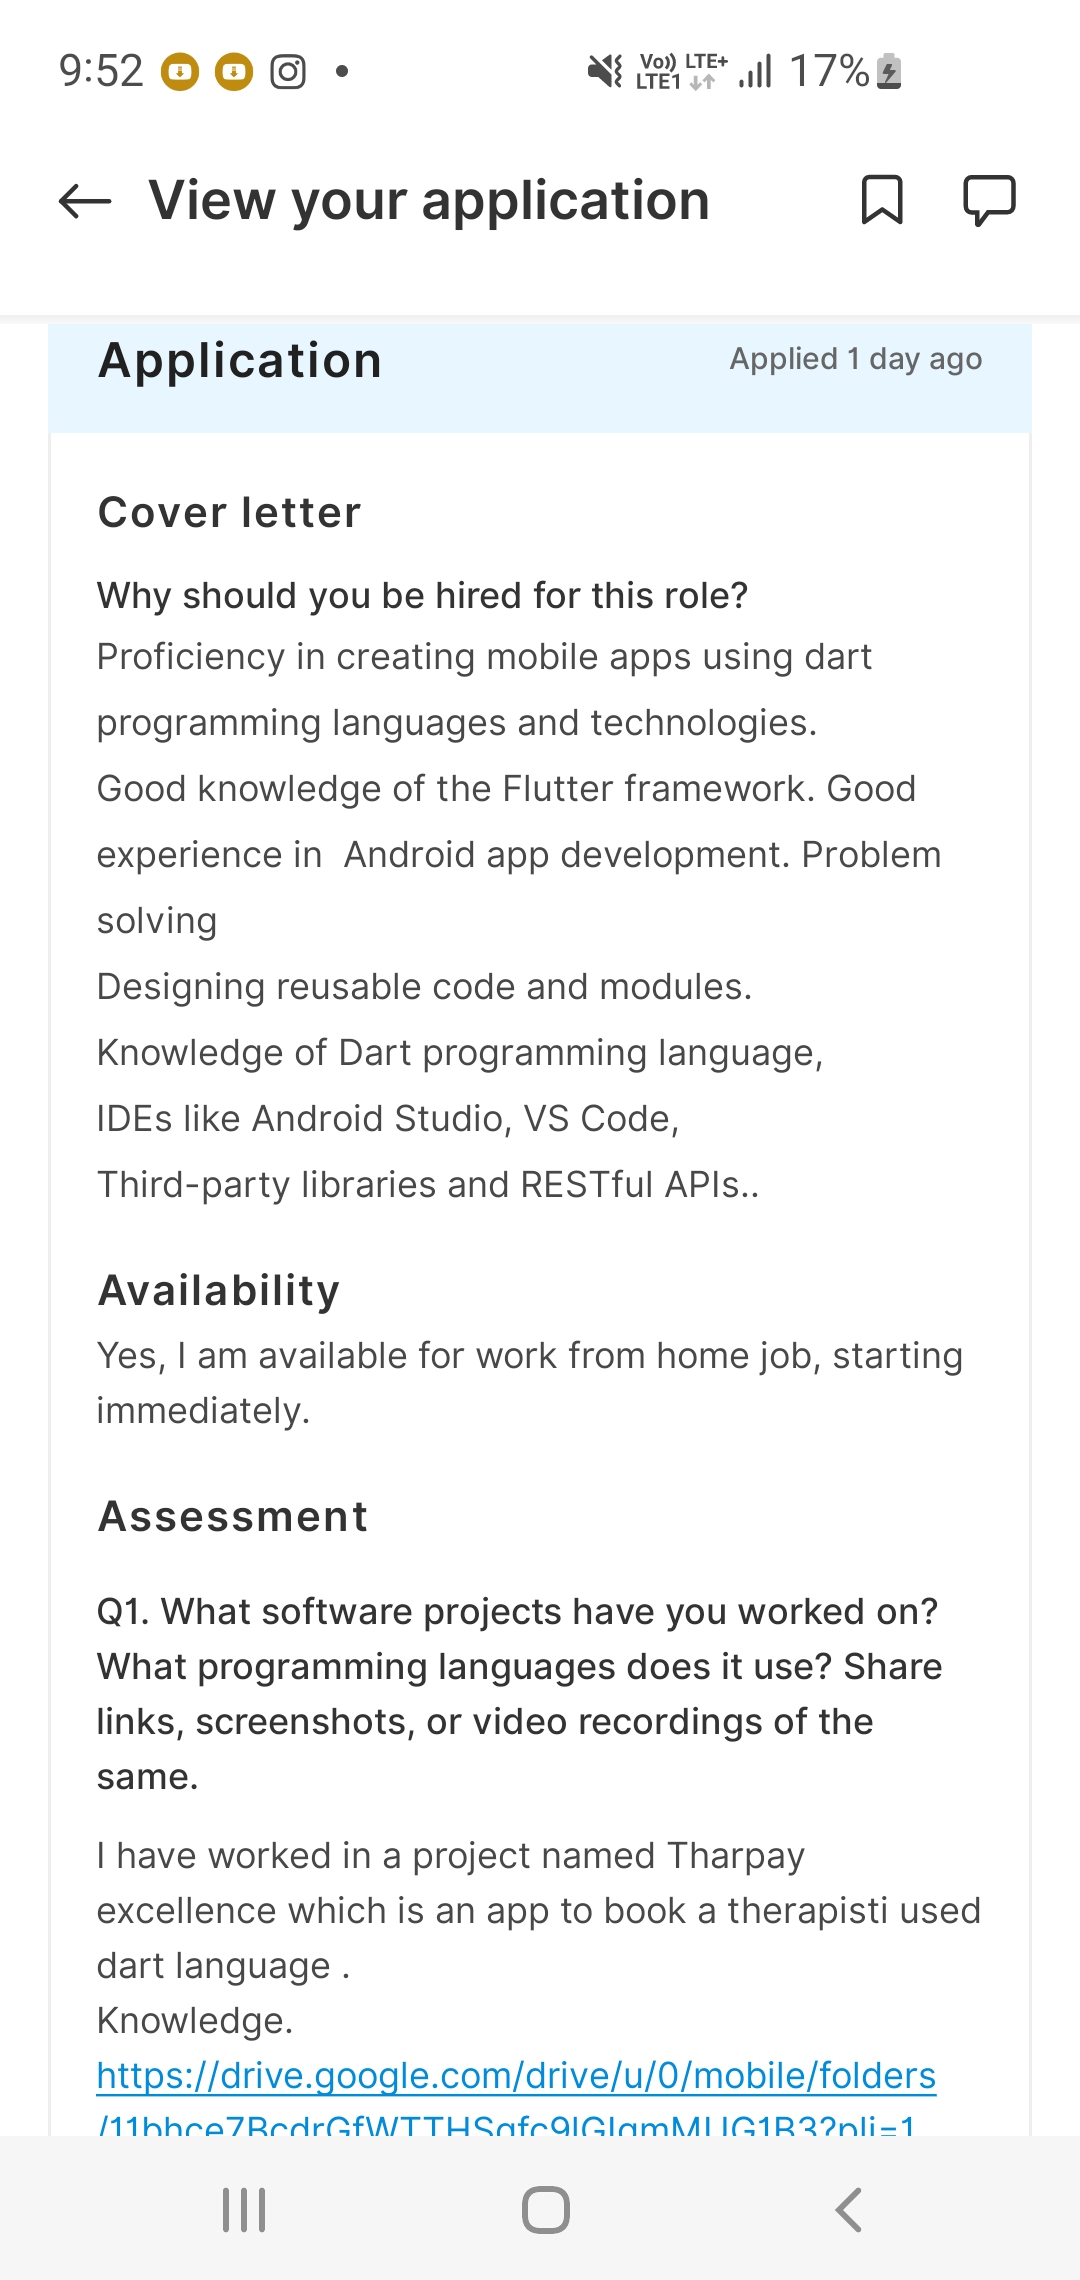 9:52
Vo)) LTE+
LTE1
17%
View your application
Application
Applied 1 day ago
Cover letter
Why should you be hired for this role?
Proficiency in creating mobile apps using dart
programming languages and technologies.
Good knowledge of the Flutter framework. Good
experience in  Android app development. Problem
solving
Designing reusable code and modules.
Knowledge of Dart programming language,
IDEs like Android Studio, VS Code,
Third-party libraries and RESTful APIs..
Availability
Yes, I am available for work from home job, starting
immediately.
Assessment
Q1. What software projects have you worked on?
What programming languages does it use? Share
links, screenshots, or video recordings of the
same.
I have worked in a project named Tharpay
excellence which is an app to book a therapisti used
dart language .
Knowledge.
https://drive.google.com/drive/u/0/mobile/folders